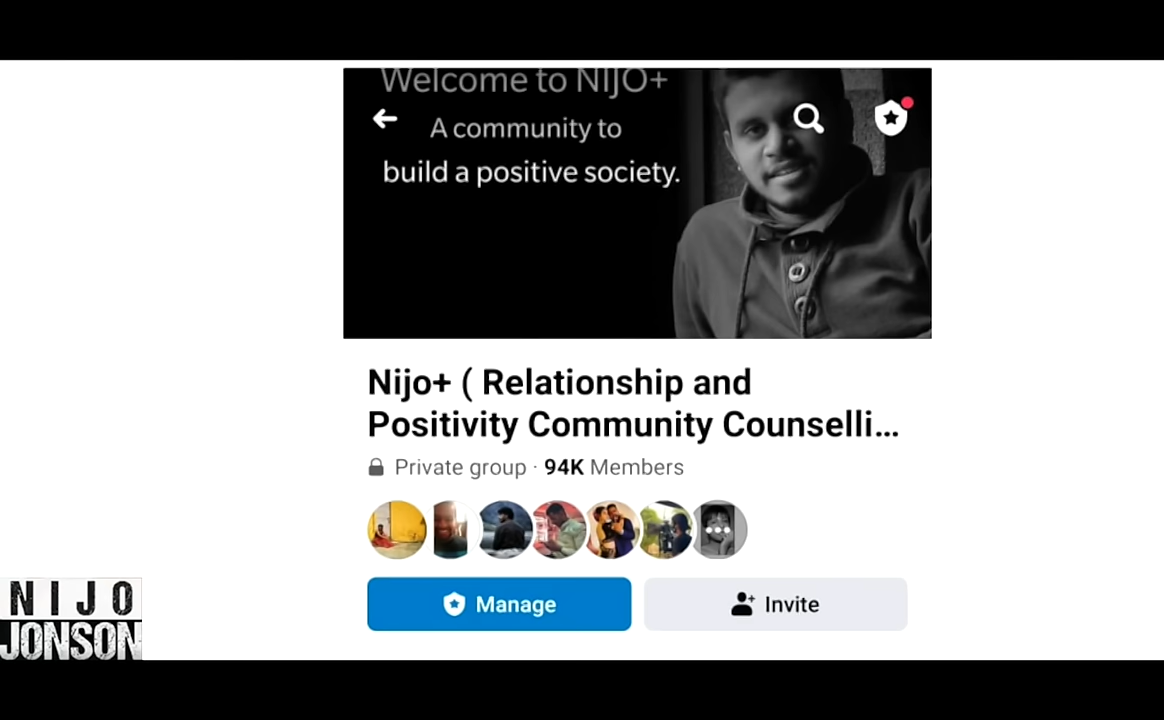 Welcome to NIJO+
A community to
build a positive society.
Nijo+ ( Relationship and
Positivity Community Counselli...
Private group · 94K Members
Manage
Invite
NIJO
JONSON